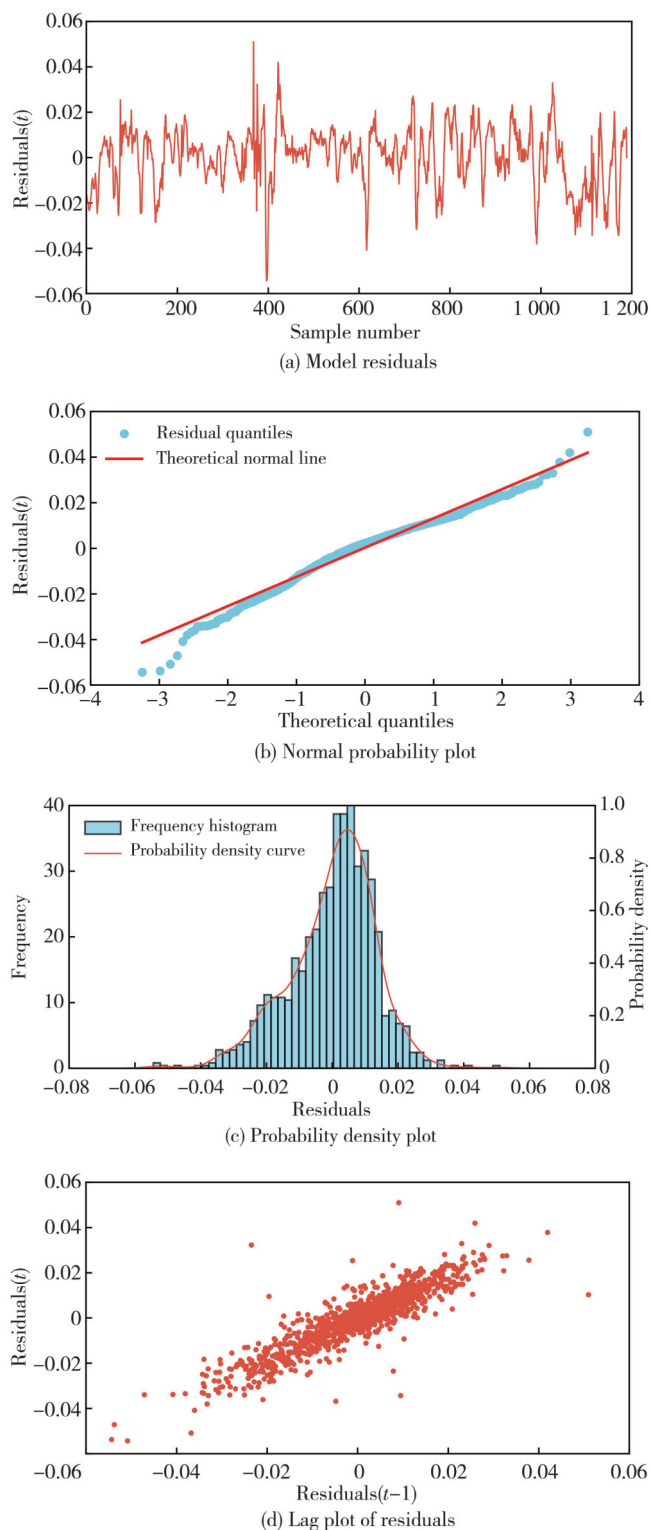 0.06
0.04
0.02
0
−0.02
−0.04
−0.06
Residuals(t)
0 200 400 600 800 1 000 1 200
Sample number
(a) Model residuals
0.06
0.04
0.02
0
−0.02
−0.04
−0.06
Residuals(t)
Residual quantiles
Theoretical normal line
−4 −3 −2 −1 0 1 2 3 4
Theoretical quantiles
(b) Normal probability plot
40
30
20
10
0
Frequency
Frequency histogram
Probability density curve
1.0
0.8
0.6
0.4
0.2
0
Probability density
−0.08 −0.06 −0.04 −0.02 0 0.02 0.04 0.06 0.08
Residuals
(c) Probability density plot
0.06
0.04
0.02
0
−0.02
−0.04
−0.06
Residuals(t)
−0.06 −0.04 −0.02 0 0.02 0.04 0.06
Residuals(t−1)
(d) Lag plot of residuals